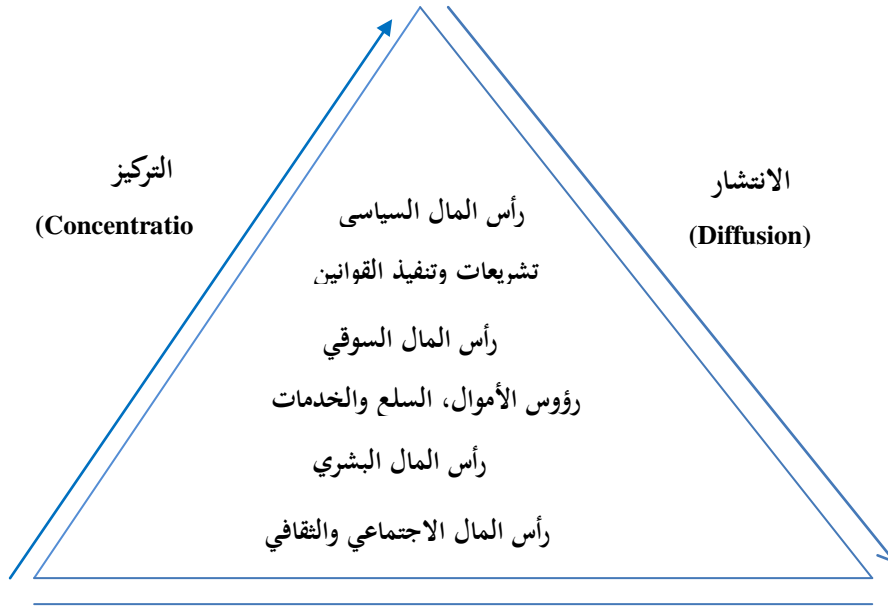 التركيز
(Concentratio
الانتشار
(Diffusion)
رأس المال السياسى
تشريعات وتنفيذ القوانين
رأس المال السوقي
رؤوس الأموال، السلع والخدمات
رأس المال البشري
رأس المال الاجتماعي والثقافي